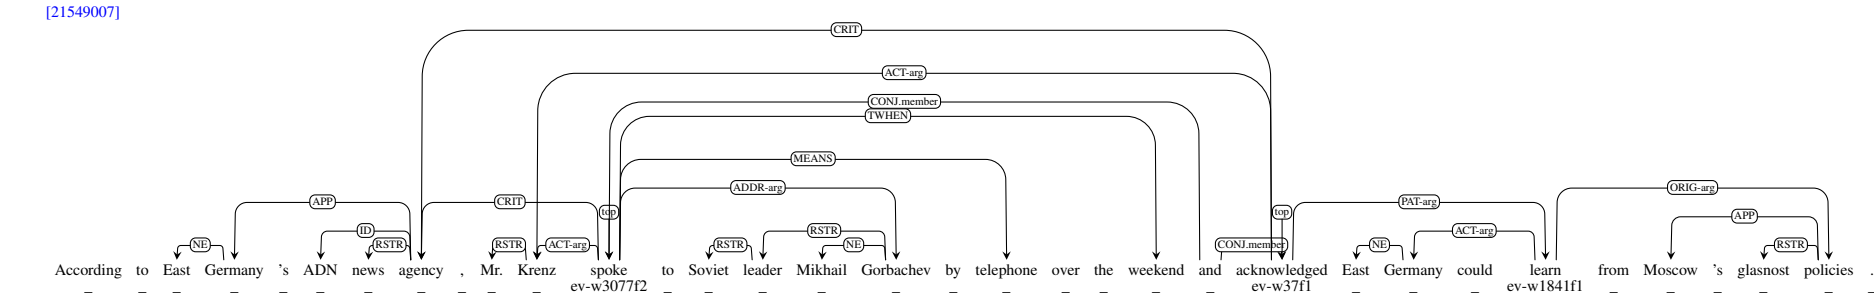 [21549007]
CRIT
ACT-arg
CONJ.member
TWHEN
MEANS
ADDR-arg ORIG-arg
APP CRIT PAT-arg
top top APP
ID RSTR ACT-arg
NE RSTR RSTR ACT-arg RSTR NE CONJ.member NE RSTR
According to East Germany 's ADN news agency , Mr. Krenz spoke to Soviet leader Mikhail Gorbachev by telephone over the weekend and acknowledged East Germany could learn from Moscow 's glasnost policies .
_ _ _ _ _ _ _ _ _ _ _ ev-w3077f2 _ _ _ _ _ _ _ _ _ _ _ ev-w37f1 _ _ _ ev-w1841f1 _ _ _ _ _ _